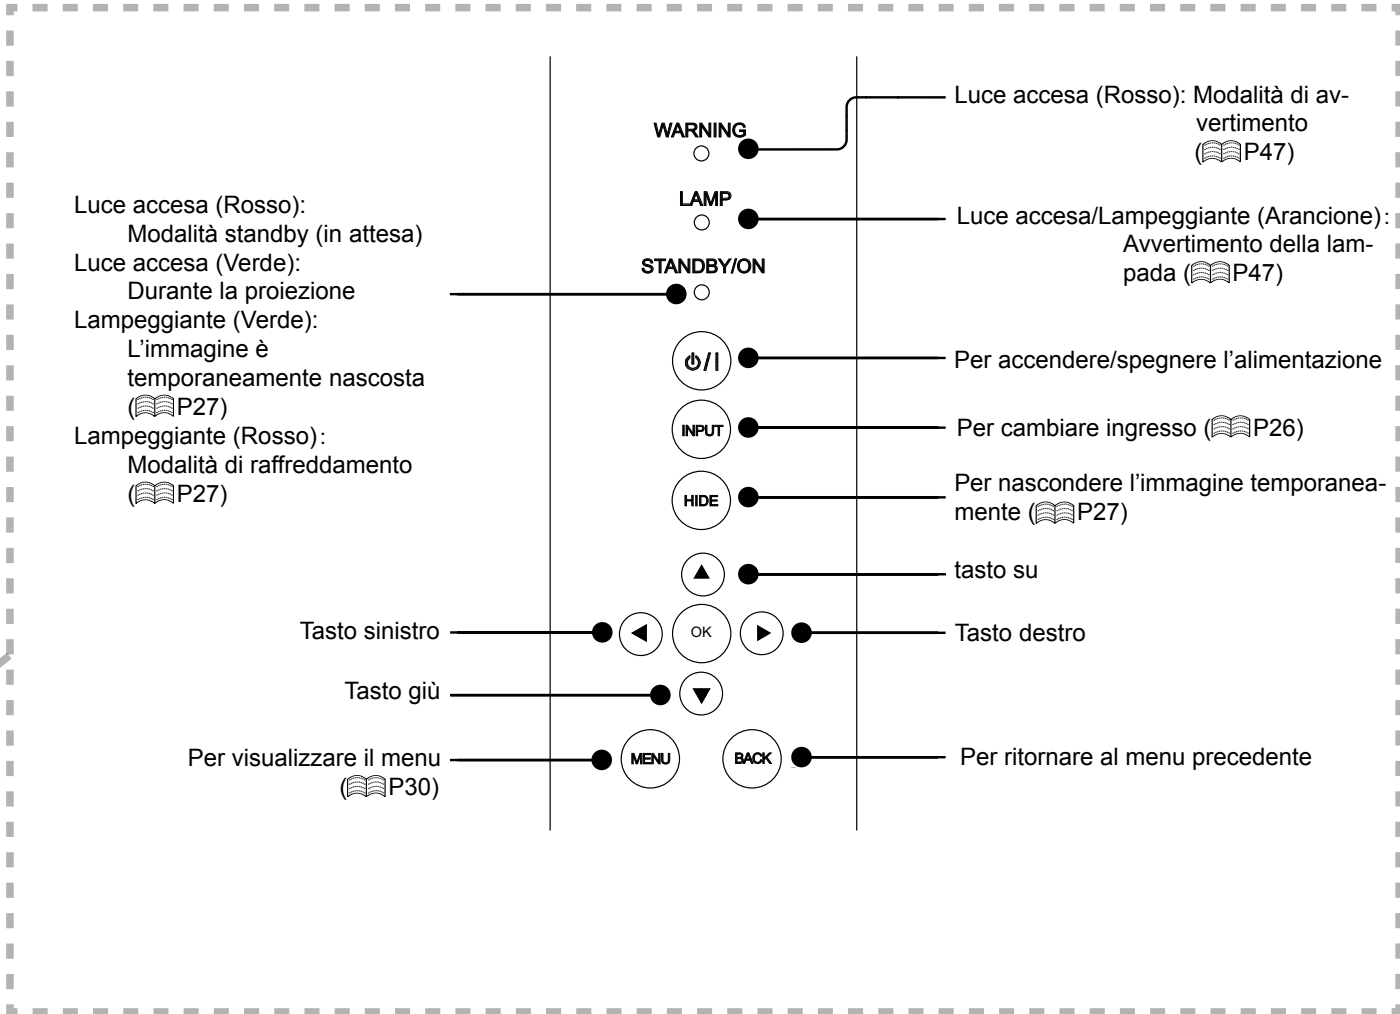 WARNING
LAMP
STANDBY/ON
⏻/I
INPUT
HIDE
OK
MENU
BACK
Luce accesa (Rosso):
Modalità standby (in attesa)
Luce accesa (Verde):
Durante la proiezione
Lampeggiante (Verde):
L'immagine è
temporaneamente nascosta
(P27)
Lampeggiante (Rosso):
Modalità di raffreddamento
(P27)
Tasto sinistro
Tasto giù
Per visualizzare il menu
(P30)
Luce accesa (Rosso): Modalità di av-
vertimento
(P47)
Luce accesa/Lampeggiante (Arancione):
Avvertimento della lam-
pada (P47)
Per accendere/spegnere l’alimentazione
Per cambiare ingresso (P26)
Per nascondere l’immagine temporanea-
mente (P27)
tasto su
Tasto destro
Per ritornare al menu precedente